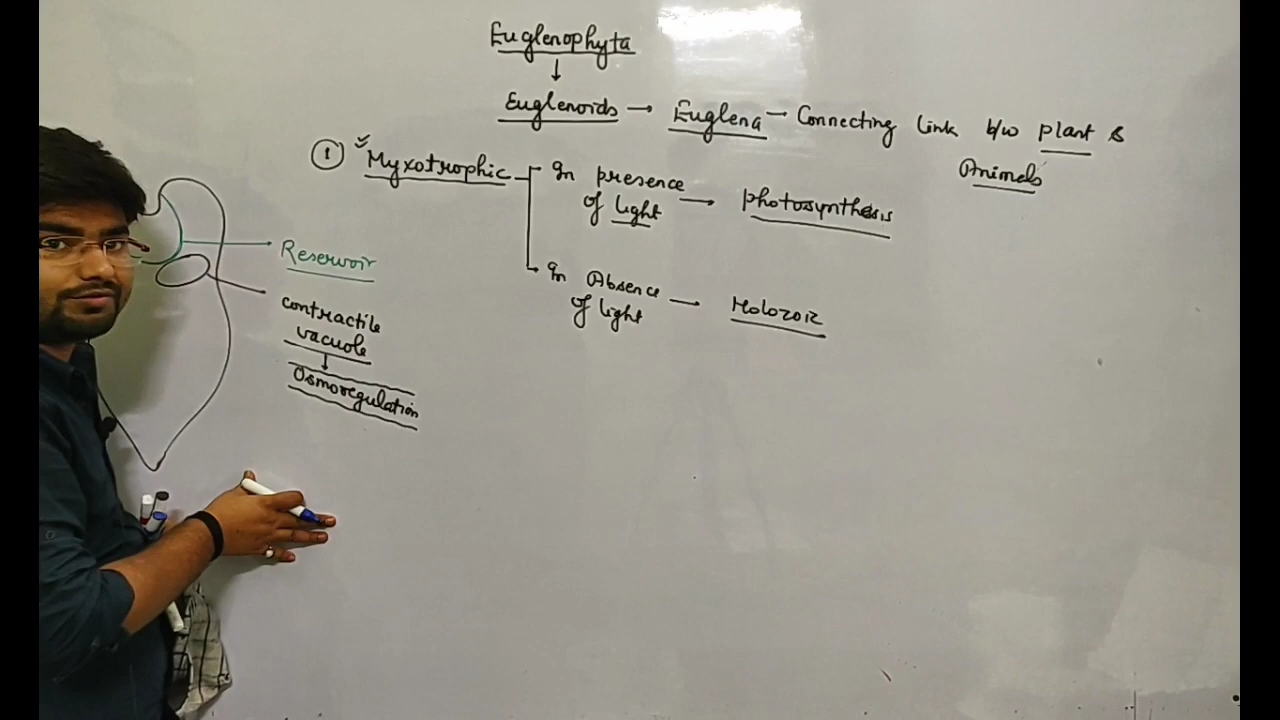 Euglenophyta
↓
Euglenoids → Euglena - Connecting link b/w plant &
Animals
① Myxotrophic
In presence
of light → photosynthesis
In Absence
of light → Holozoic
Reservoir
contractile
vacuole
↓
Osmoregulation